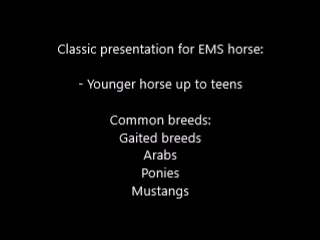 Classic presentation for EMS horse:
- Younger horse up to teens
Common breeds:
Gaited breeds
Arabs
Ponies
Mustangs